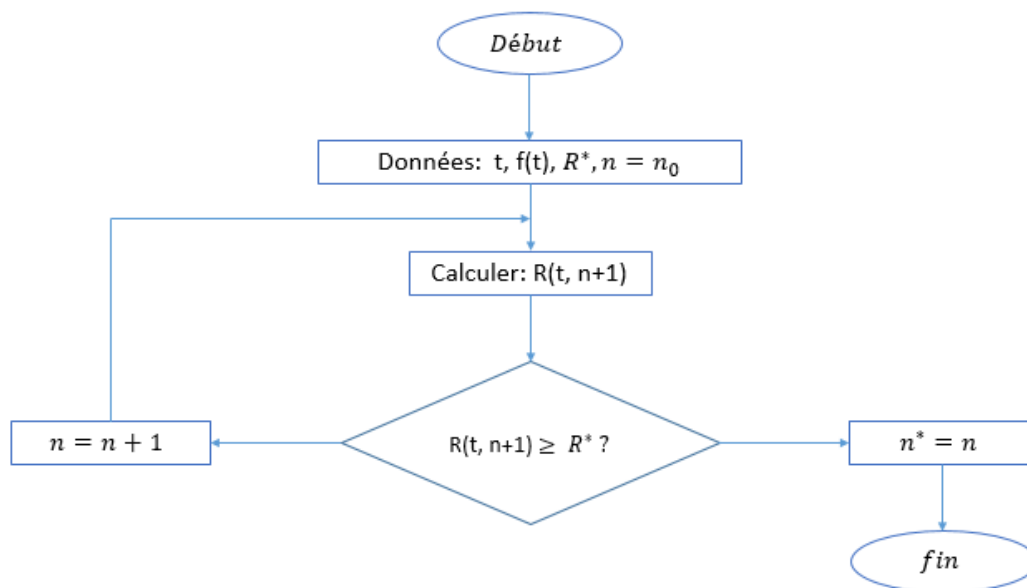 Début
Données: t, f(t), R*, n = n₀
Calculer: R(t, n+1)
n = n + 1
R(t, n+1) ≥ R* ?
n* = n
fin